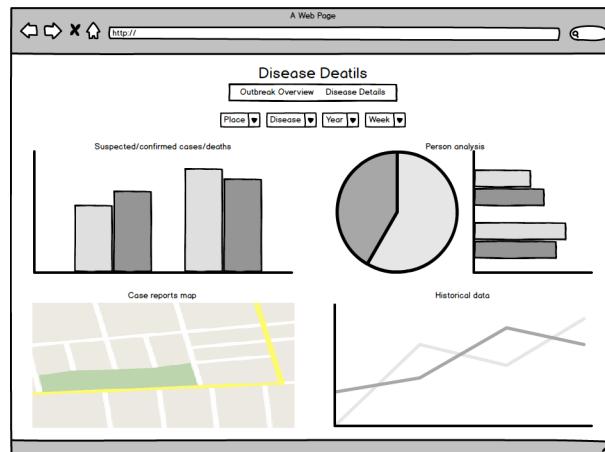 A Web Page
http://
Disease Deatils
Outbreak Overview Disease Details
Place Disease Year Week
Suspected/confirmed cases/deaths
Person analysis
Case reports map
Historical data